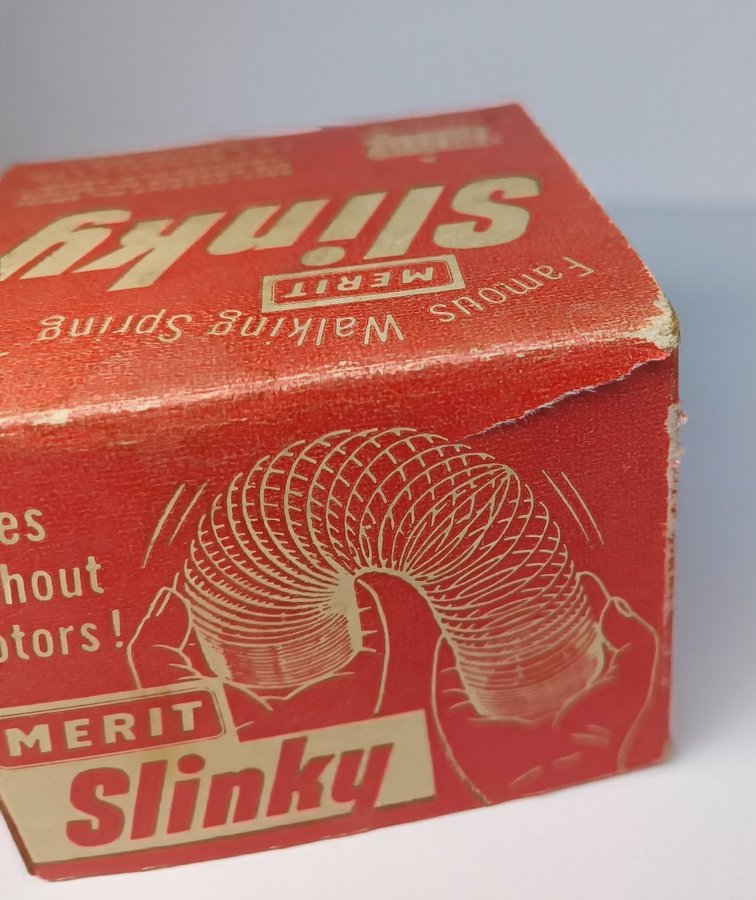 Slinky
MERIT
Famous Walking Spring
es
hout
otors!
MERIT
Slinky